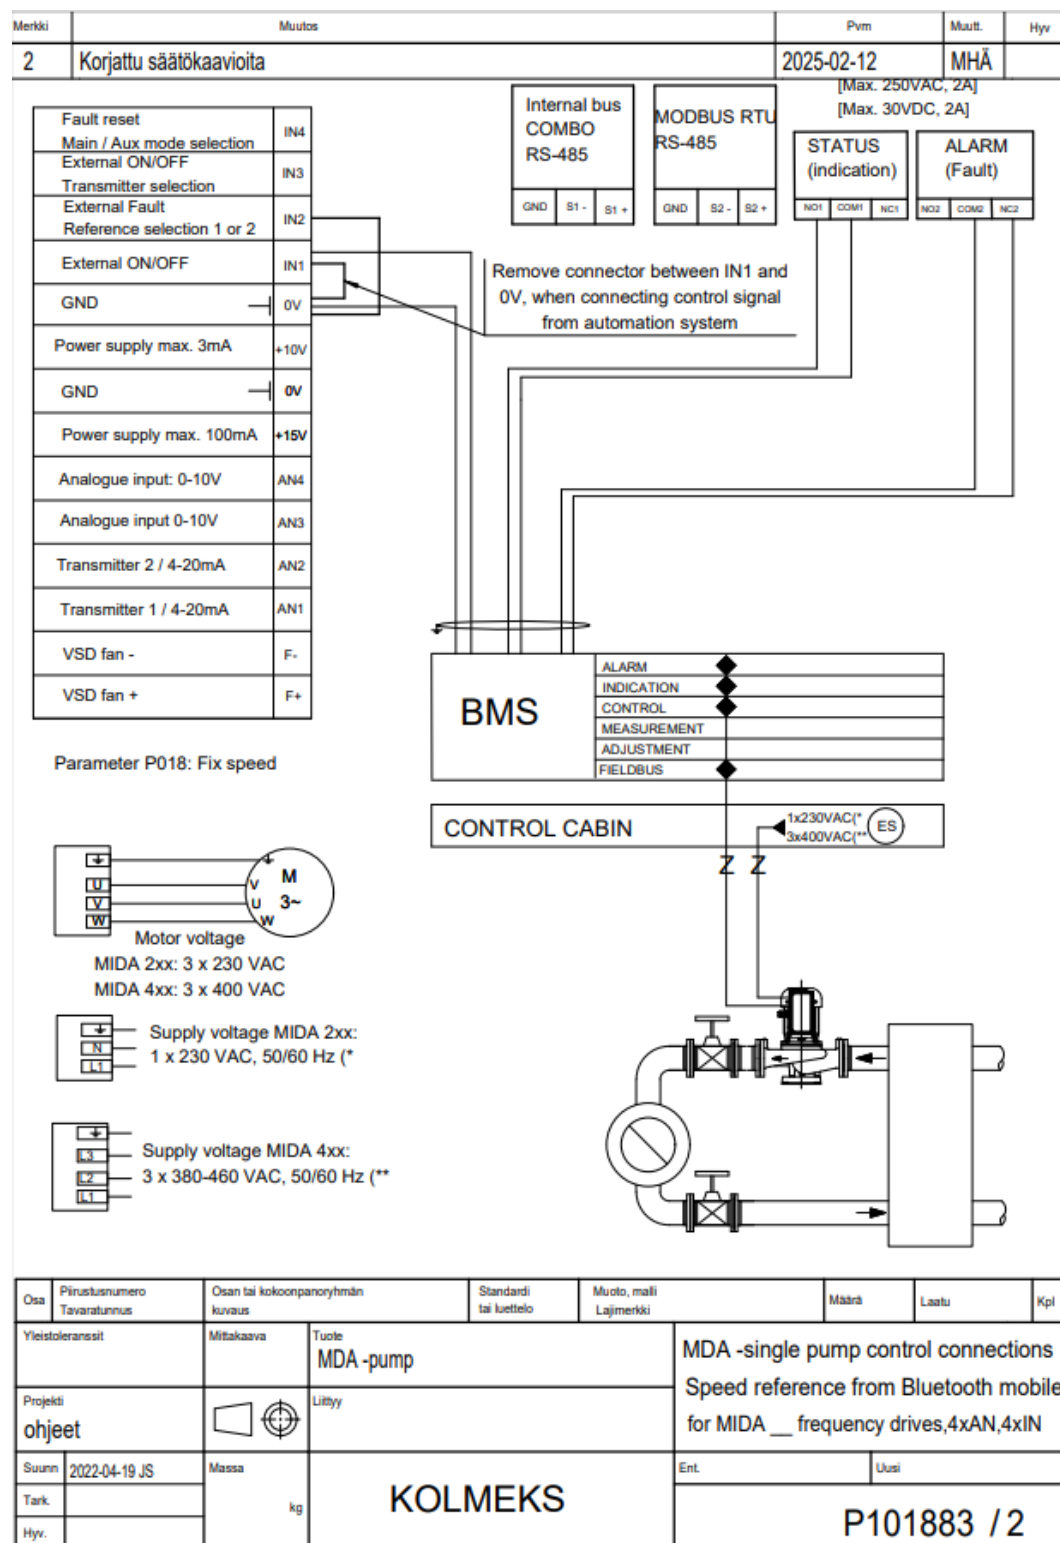 Merkki Muutos Pvm Muutt. Hyv
2 Korjattu säätökaavioita 2025-02-12 MHÄ
[Max. 250VAC, 2A]
[Max. 30VDC, 2A]
Fault reset
Main / Aux mode selection IN4
External ON/OFF
Transmitter selection IN3
External Fault
Reference selection 1 or 2 IN2
External ON/OFF IN1
GND 0V
Power supply max. 3mA +10V
GND 0V
Power supply max. 100mA +15V
Analogue input: 0-10V AN4
Analogue input 0-10V AN3
Transmitter 2 / 4-20mA AN2
Transmitter 1 / 4-20mA AN1
VSD fan - F-
VSD fan + F+
Internal bus
COMBO
RS-485
GND S1 - S1 +
MODBUS RTU
RS-485
GND S2 - S2 +
STATUS
(indication)
NO1 COM1 NC1
ALARM
(Fault)
NO2 COM2 NC2
Remove connector between IN1 and
0V, when connecting control signal
from automation system
BMS
ALARM
INDICATION
CONTROL
MEASUREMENT
ADJUSTMENT
FIELDBUS
Parameter P018: Fix speed
CONTROL CABIN
1x230VAC(*
3x400VAC(**
ES
Z Z
U
V
W
V
U
W
M
3~
Motor voltage
MIDA 2xx: 3 x 230 VAC
MIDA 4xx: 3 x 400 VAC
N
L1
Supply voltage MIDA 2xx:
1 x 230 VAC, 50/60 Hz (*
L3
L2
L1
Supply voltage MIDA 4xx:
3 x 380-460 VAC, 50/60 Hz (**
Osa
Piirustusnumero
Tavaratunnus
Osan tai kokoonpanoryhmän
kuvaus
Standardi
tai luettelo
Muoto, malli
Lajimerkki
Määrä
Laatu
Kpl
Yleistoleranssit
Mittakaava
Tuote
MDA -pump
MDA -single pump control connections
Speed reference from Bluetooth mobile
for MIDA __ frequency drives,4xAN,4xIN
Projekti
ohjeet
Liittyy
Suunn 2022-04-19 JS
Tark.
Hyv.
Massa
kg
KOLMEKS
Ent.
Uusi
P101883 / 2